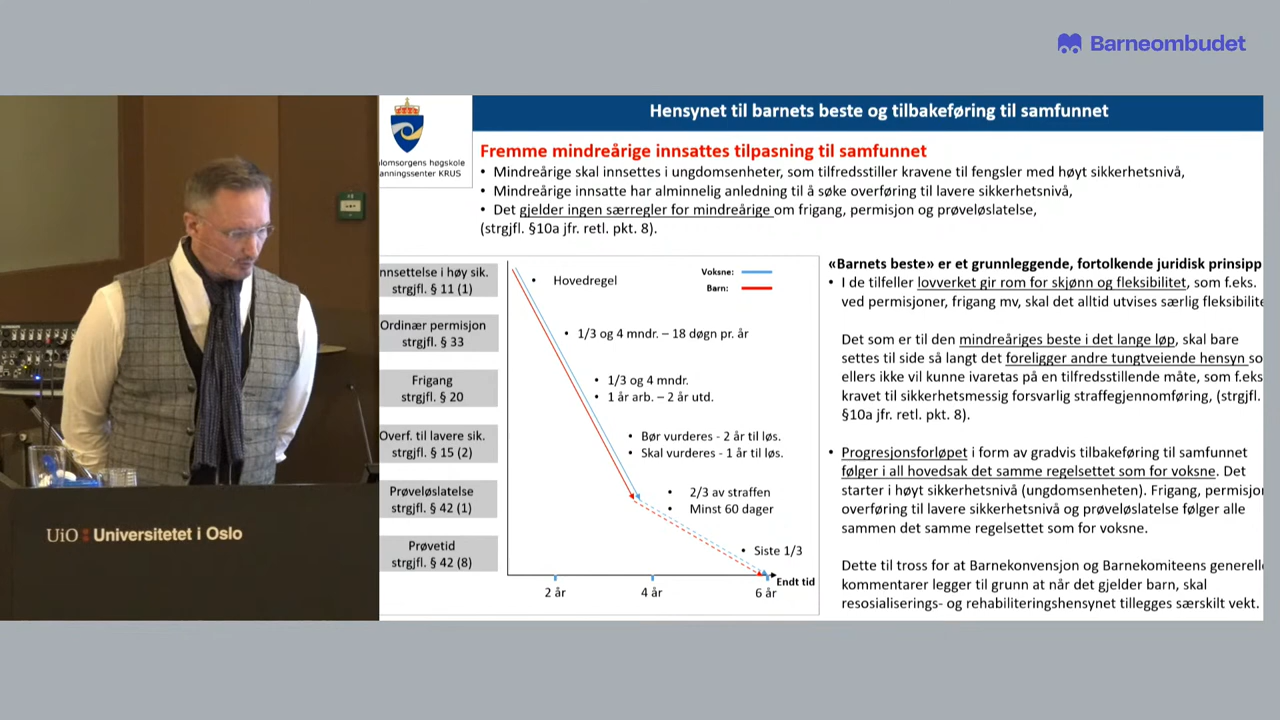 Barneombudet
Hensynet til barnets beste og tilbakeføring til samfunnet
lomsorgens høgskole
anningssenter KRUS
Fremme mindreårige innsattes tilpasning til samfunnet
• Mindreårige skal innsettes i ungdomsenheter, som tilfredsstiller kravene til fengsler med høyt sikkerhetsnivå,
• Mindreårige innsatte har alminnelig anledning til å søke overføring til lavere sikkerhetsnivå,
• Det gjelder ingen særregler for mindreårige om frigang, permisjon og prøveløslatelse,
(strgjfl. §10a jfr. retl. pkt. 8).
nnsettelse i høy sik.
strgjfl. § 11 (1)
Ordinær permisjon
strgjfl. § 33
Frigang
strgjfl. § 20
Overf. til lavere sik.
strgjfl. § 15 (2)
Prøveløslatelse
strgjfl. § 42 (1)
Prøvetid
strgjfl. § 42 (8)
• Hovedregel
Voksne:
Barn:
• 1/3 og 4 mndr. – 18 døgn pr. år
• 1/3 og 4 mndr.
• 1 år arb. – 2 år utd.
• Bør vurderes - 2 år til løs.
• Skal vurderes - 1 år til løs.
• 2/3 av straffen
• Minst 60 dager
• Siste 1/3
Endt tid
2 år
4 år
6 år
«Barnets beste» er et grunnleggende, fortolkende juridisk prinsipp
• I de tilfeller lovverket gir rom for skjønn og fleksibilitet, som f.eks.
ved permisjoner, frigang mv, skal det alltid utvises særlig fleksibilite
Det som er til den mindreåriges beste i det lange løp, skal bare
settes til side så langt det foreligger andre tungtveiende hensyn so
ellers ikke vil kunne ivaretas på en tilfredsstillende måte, som f.eks
kravet til sikkerhetsmessig forsvarlig straffegjennomføring, (strgjfl.
§10a jfr. retl. pkt. 8).
• Progresjonsforløpet i form av gradvis tilbakeføring til samfunnet
følger i all hovedsak det samme regelsettet som for voksne. Det
starter i høyt sikkerhetsnivå (ungdomsenheten). Frigang, permisjo
overføring til lavere sikkerhetsnivå og prøveløslatelse følger alle
sammen det samme regelsettet som for voksne.
Dette til tross for at Barnekonvensjon og Barnekomiteens generell
kommentarer legger til grunn at når det gjelder barn, skal
resosialiserings- og rehabiliteringshensynet tillegges særskilt vekt.
UiO Universitetet i Oslo